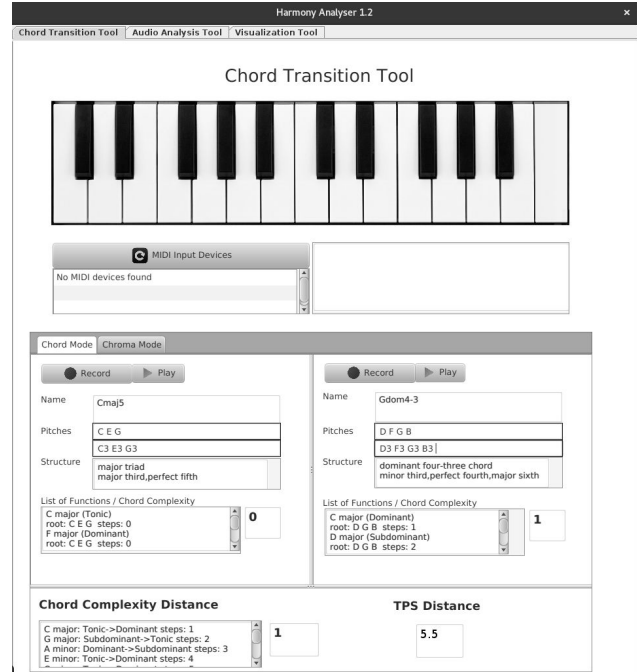 Harmony Analyser 1.2
Chord Transition Tool
Audio Analysis Tool
Visualization Tool
Chord Transition Tool
MIDI Input Devices
No MIDI devices found
Chord Mode
Chroma Mode
Record
Play
Name
Cmaj5
Pitches
C E G
C3 E3 G3
Structure
major triad
major third,perfect fifth
List of Functions / Chord Complexity
C major (Tonic)
root: C E G steps: 0
F major (Dominant)
root: C E G steps: 0
0
Record
Play
Name
Gdom4-3
Pitches
D F G B
D3 F3 G3 B3
Structure
dominant four-three chord
minor third,perfect fourth,major sixth
List of Functions / Chord Complexity
C major (Dominant)
root: D G B steps: 1
D major (Subdominant)
root: D G B steps: 2
1
Chord Complexity Distance
C major: Tonic->Dominant steps: 1
G major: Subdominant->Tonic steps: 2
A minor: Dominant->Subdominant steps: 3
E minor: Tonic->Dominant steps: 4
1
TPS Distance
5.5